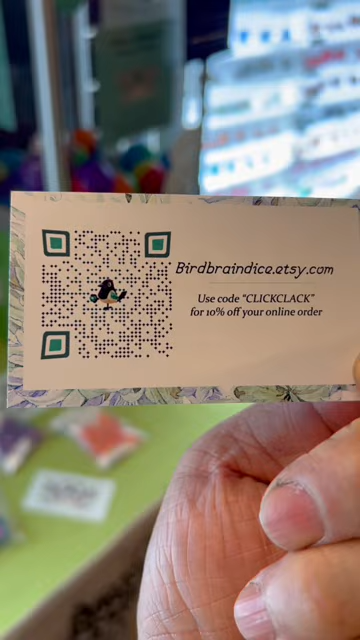 Birdbraindice.etsy.com
Use code “CLICKCLACK”
for 10% off your online order